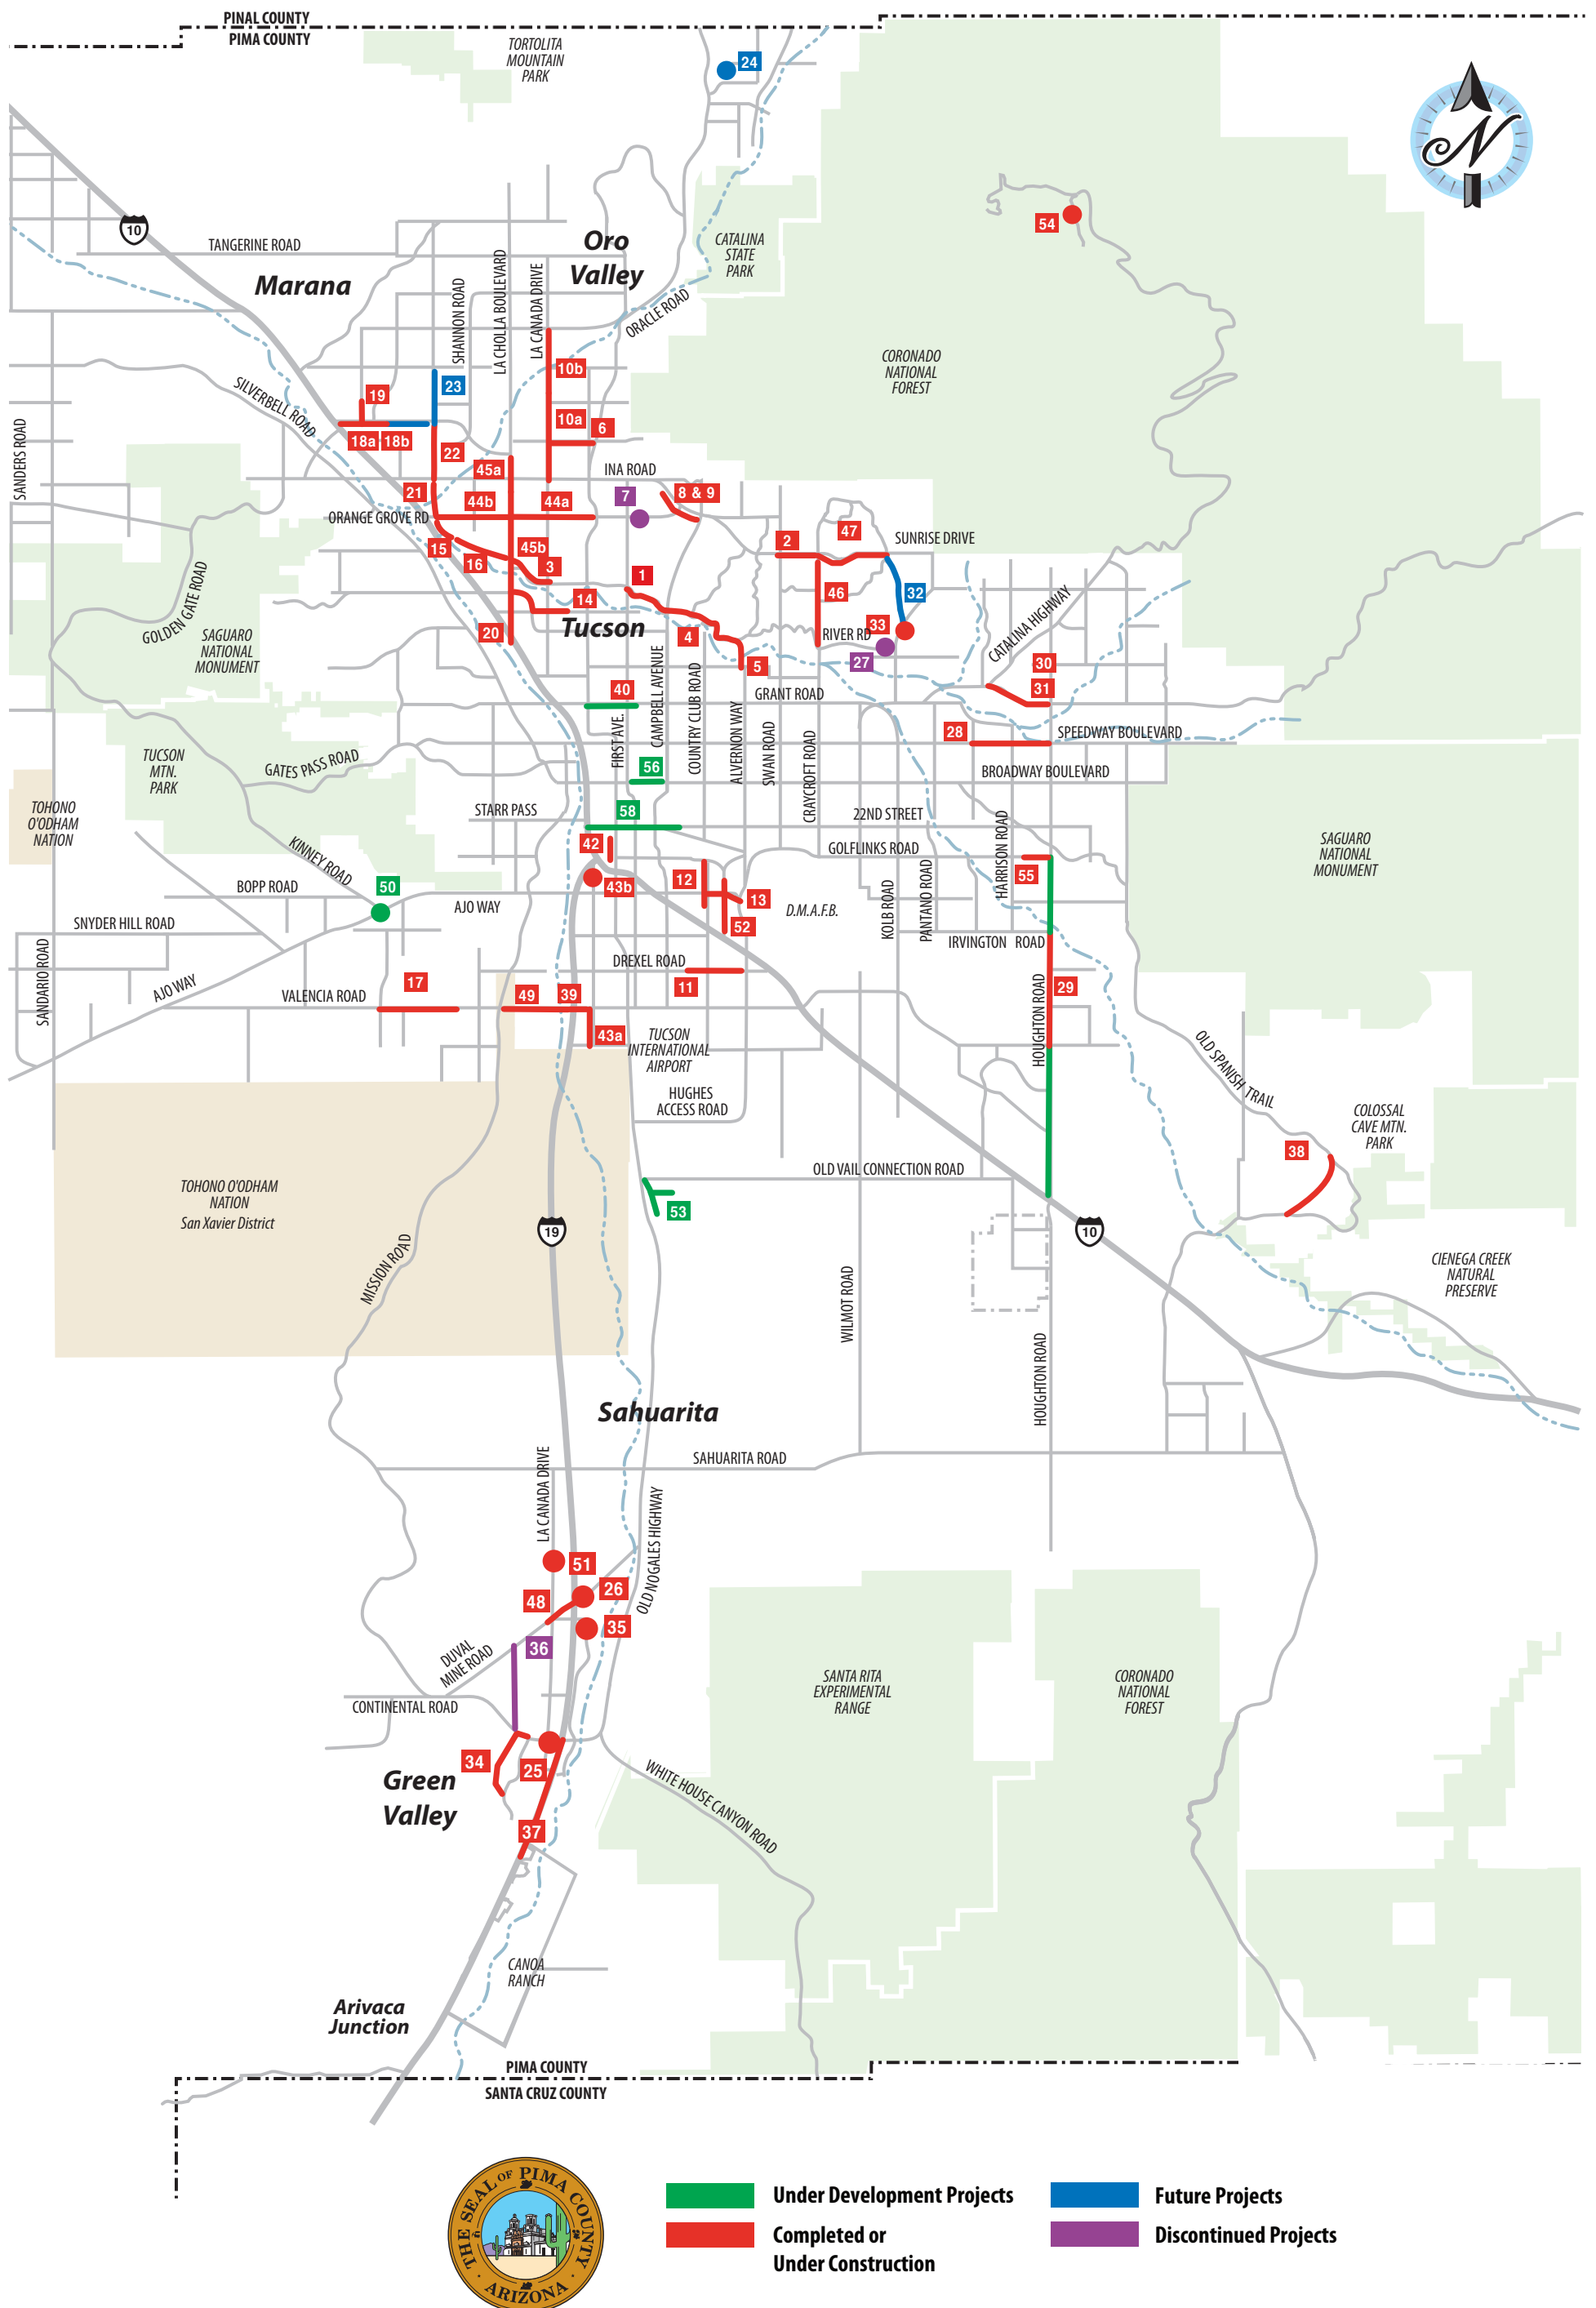 PINAL COUNTY
PIMA COUNTY
TORTOLITA
MOUNTAIN
PARK
24
N
10
TANGERINE ROAD
Marana
Oro
Valley
CATALINA
STATE
PARK
54
SHANNON ROAD
LA CHOLLA BOULEVARD
LA CANADA DRIVE
ORACLE ROAD
CORONADO
NATIONAL
FOREST
SILVERBELL ROAD
SANDERS ROAD
19
23
10b
10a
6
18a
18b
22
45a
INA ROAD
21
44b
44a
7
8 & 9
ORANGE GROVE RD
15
16
45b
3
2
47
SUNRISE DRIVE
1
14
46
32
GOLDEN GATE ROAD
SAGUARO
NATIONAL
MONUMENT
20
Tucson
4
5
RIVER RD
33
27
CATALINA HIGHWAY
30
31
40
GRANT ROAD
FIRST AVE.
CAMPBELL AVENUE
COUNTRY CLUB ROAD
ALVERNON WAY
SWAN ROAD
CRAYCROFT ROAD
28
SPEEDWAY BOULEVARD
TUCSON
MTN.
PARK
GATES PASS ROAD
56
BROADWAY BOULEVARD
TOHONO
O'ODHAM
NATION
STARR PASS
58
22ND STREET
HARRISON ROAD
SAGUARO
NATIONAL
MONUMENT
KINNEY ROAD
42
GOLFLINKS ROAD
55
50
BOPP ROAD
43b
12
13
52
D.M.A.F.B.
KOLB ROAD
PANTANO ROAD
AJO WAY
SNYDER HILL ROAD
IRVINGTON ROAD
SANDARIO ROAD
AJO WAY
DREXEL ROAD
11
17
VALENCIA ROAD
49
39
43a
29
HOUGHTON ROAD
TUCSON
INTERNATIONAL
AIRPORT
OLD SPANISH TRAIL
HUGHES
ACCESS ROAD
COLOSSAL
CAVE MTN.
PARK
38
OLD VAIL CONNECTION ROAD
TOHONO O'ODHAM
NATION
San Xavier District
53
19
10
MISSION ROAD
WILMOT ROAD
CIENEGA CREEK
NATURAL
PRESERVE
HOUGHTON ROAD
Sahuarita
SAHUARITA ROAD
LA CANADA DRIVE
OLD NOGALES HIGHWAY
51
26
48
35
36
DUVAL
MINE ROAD
CONTINENTAL ROAD
SANTA RITA
EXPERIMENTAL
RANGE
CORONADO
NATIONAL
FOREST
34
25
Green
Valley
WHITE HOUSE CANYON ROAD
37
CANOA
RANCH
Arivaca
Junction
PIMA COUNTY
SANTA CRUZ COUNTY
THE SEAL OF PIMA COUNTY
· ARIZONA ·
Under Development Projects
Completed or
Under Construction
Future Projects
Discontinued Projects